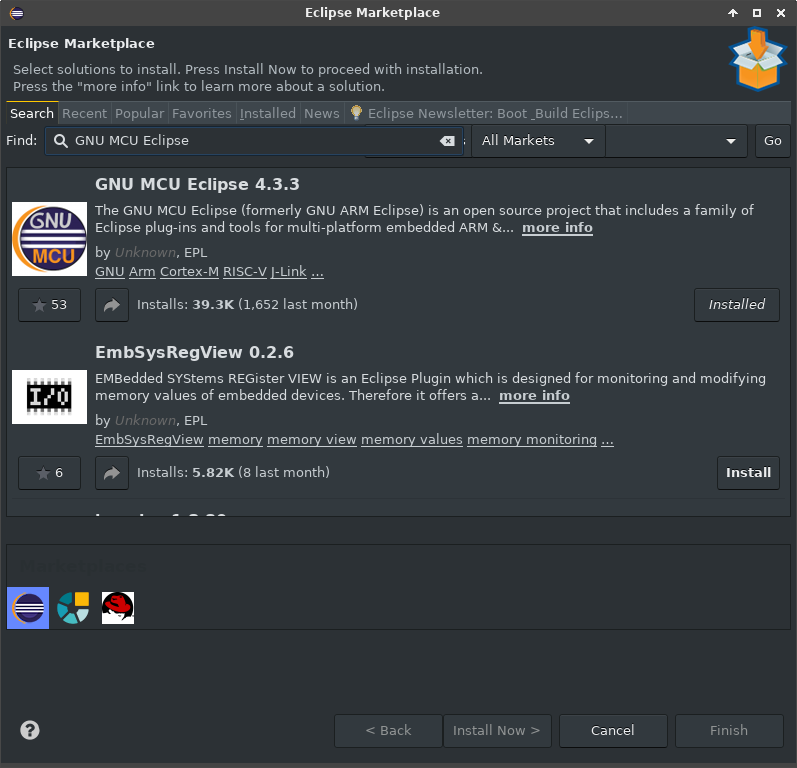 Eclipse Marketplace
Eclipse Marketplace
Select solutions to install. Press Install Now to proceed with installation.
Press the "more info" link to learn more about a solution.
Search Recent Popular Favorites Installed News Eclipse Newsletter: Boot _Build Eclips...
Find: GNU MCU Eclipse All Markets Go
GNU MCU Eclipse 4.3.3
The GNU MCU Eclipse (formerly GNU ARM Eclipse) is an open source project that includes a family of
Eclipse plug-ins and tools for multi-platform embedded ARM &... more info
GNU
MCU
by Unknown, EPL
GNU Arm Cortex-M RISC-V J-Link ...
53 Installs: 39.3K (1,652 last month) Installed
EmbSysRegView 0.2.6
EMBedded SYStems REGister VIEW is an Eclipse Plugin which is designed for monitoring and modifying
memory values of embedded devices. Therefore it offers a... more info
I/O
by Unknown, EPL
EmbSysRegView memory memory view memory values memory monitoring ...
6 Installs: 5.82K (8 last month) Install
Marketplaces
? < Back Install Now > Cancel Finish